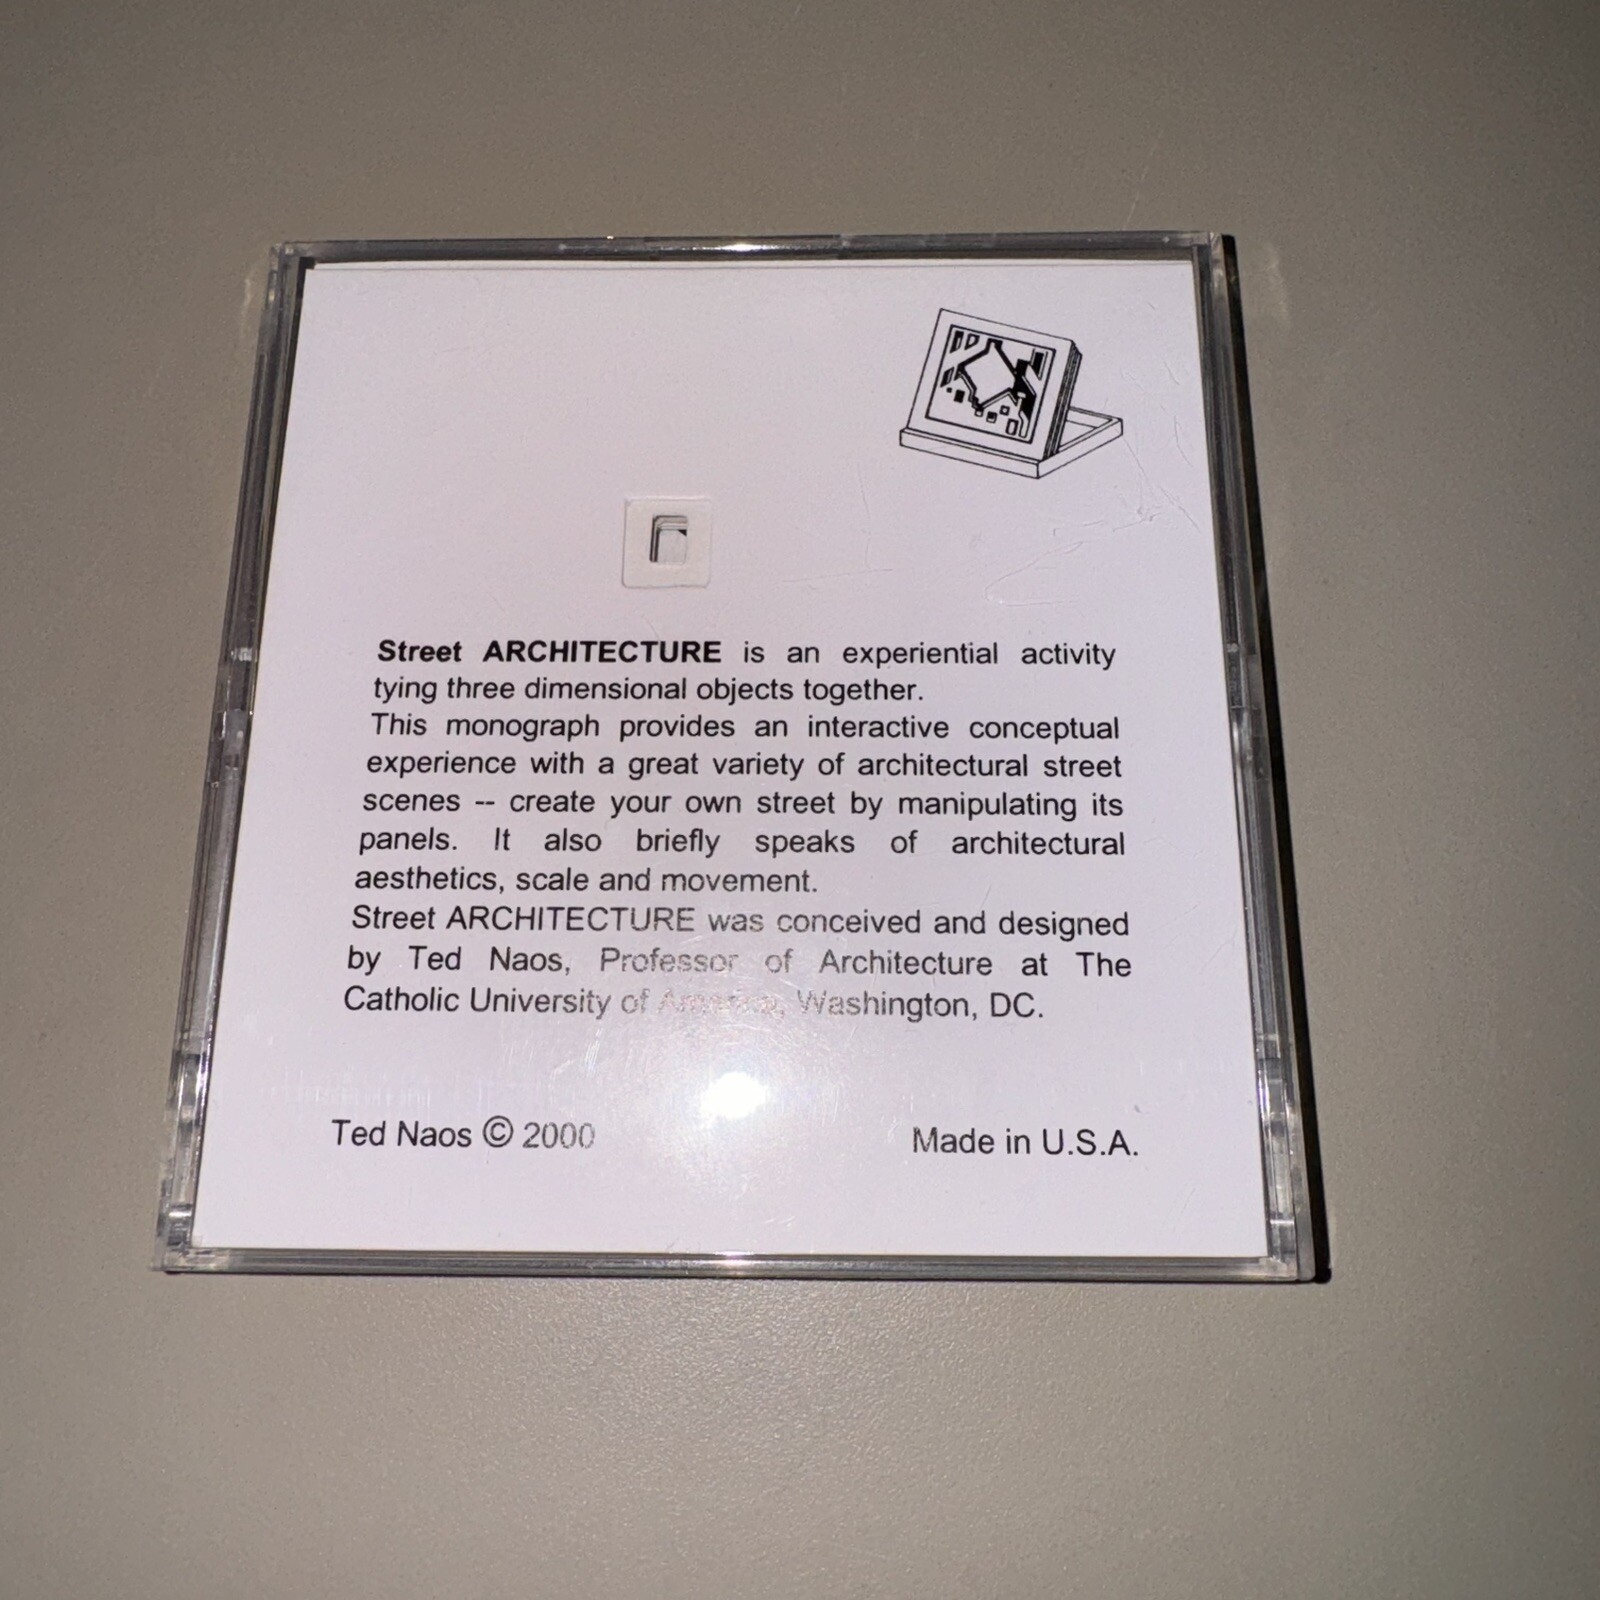 Street ARCHITECTURE is an experiential activity
tying three dimensional objects together.
This monograph provides an interactive conceptual
experience with a great variety of architectural street
scenes -- create your own street by manipulating its
panels. It also briefly speaks of architectural
aesthetics, scale and movement.
Street ARCHITECTURE was conceived and designed
by Ted Naos, Professor of Architecture at The
Catholic University of America, Washington, DC.
Ted Naos © 2000
Made in U.S.A.